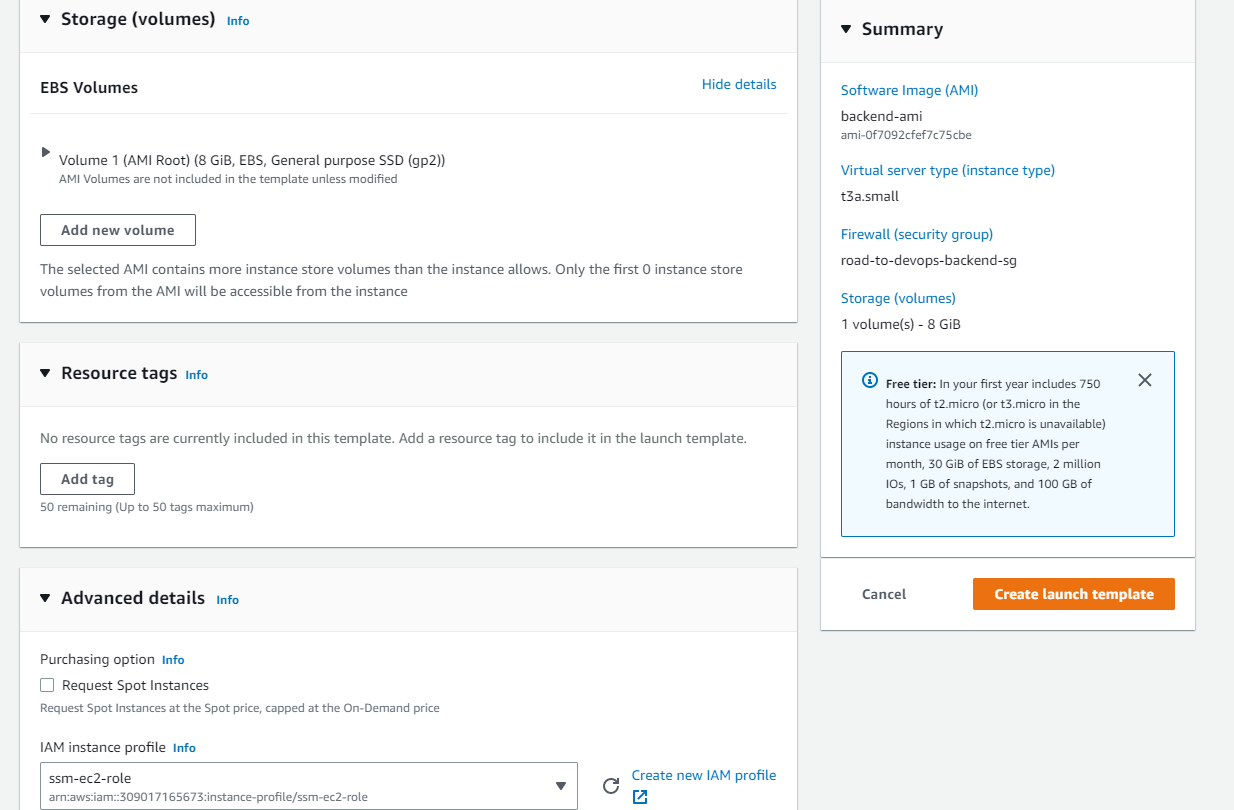 Storage (volumes) Info
EBS Volumes
Hide details
Volume 1 (AMI Root) (8 GiB, EBS, General purpose SSD (gp2))
AMI Volumes are not included in the template unless modified
Add new volume
The selected AMI contains more instance store volumes than the instance allows. Only the first 0 instance store
volumes from the AMI will be accessible from the instance
Resource tags Info
No resource tags are currently included in this template. Add a resource tag to include it in the launch template.
Add tag
50 remaining (Up to 50 tags maximum)
Advanced details Info
Purchasing option Info
Request Spot Instances
Request Spot Instances at the Spot price, capped at the On-Demand price
IAM instance profile Info
ssm-ec2-role
arn:aws:iam::309017165673:instance-profile/ssm-ec2-role
Create new IAM profile
Summary
Software Image (AMI)
backend-ami
ami-0f7092cfef7c75cbe
Virtual server type (instance type)
t3a.small
Firewall (security group)
road-to-devops-backend-sg
Storage (volumes)
1 volume(s) - 8 GiB
Free tier: In your first year includes 750
hours of t2.micro (or t3.micro in the
Regions in which t2.micro is unavailable)
instance usage on free tier AMIs per
month, 30 GiB of EBS storage, 2 million
IOs, 1 GB of snapshots, and 100 GB of
bandwidth to the internet.
Cancel
Create launch template